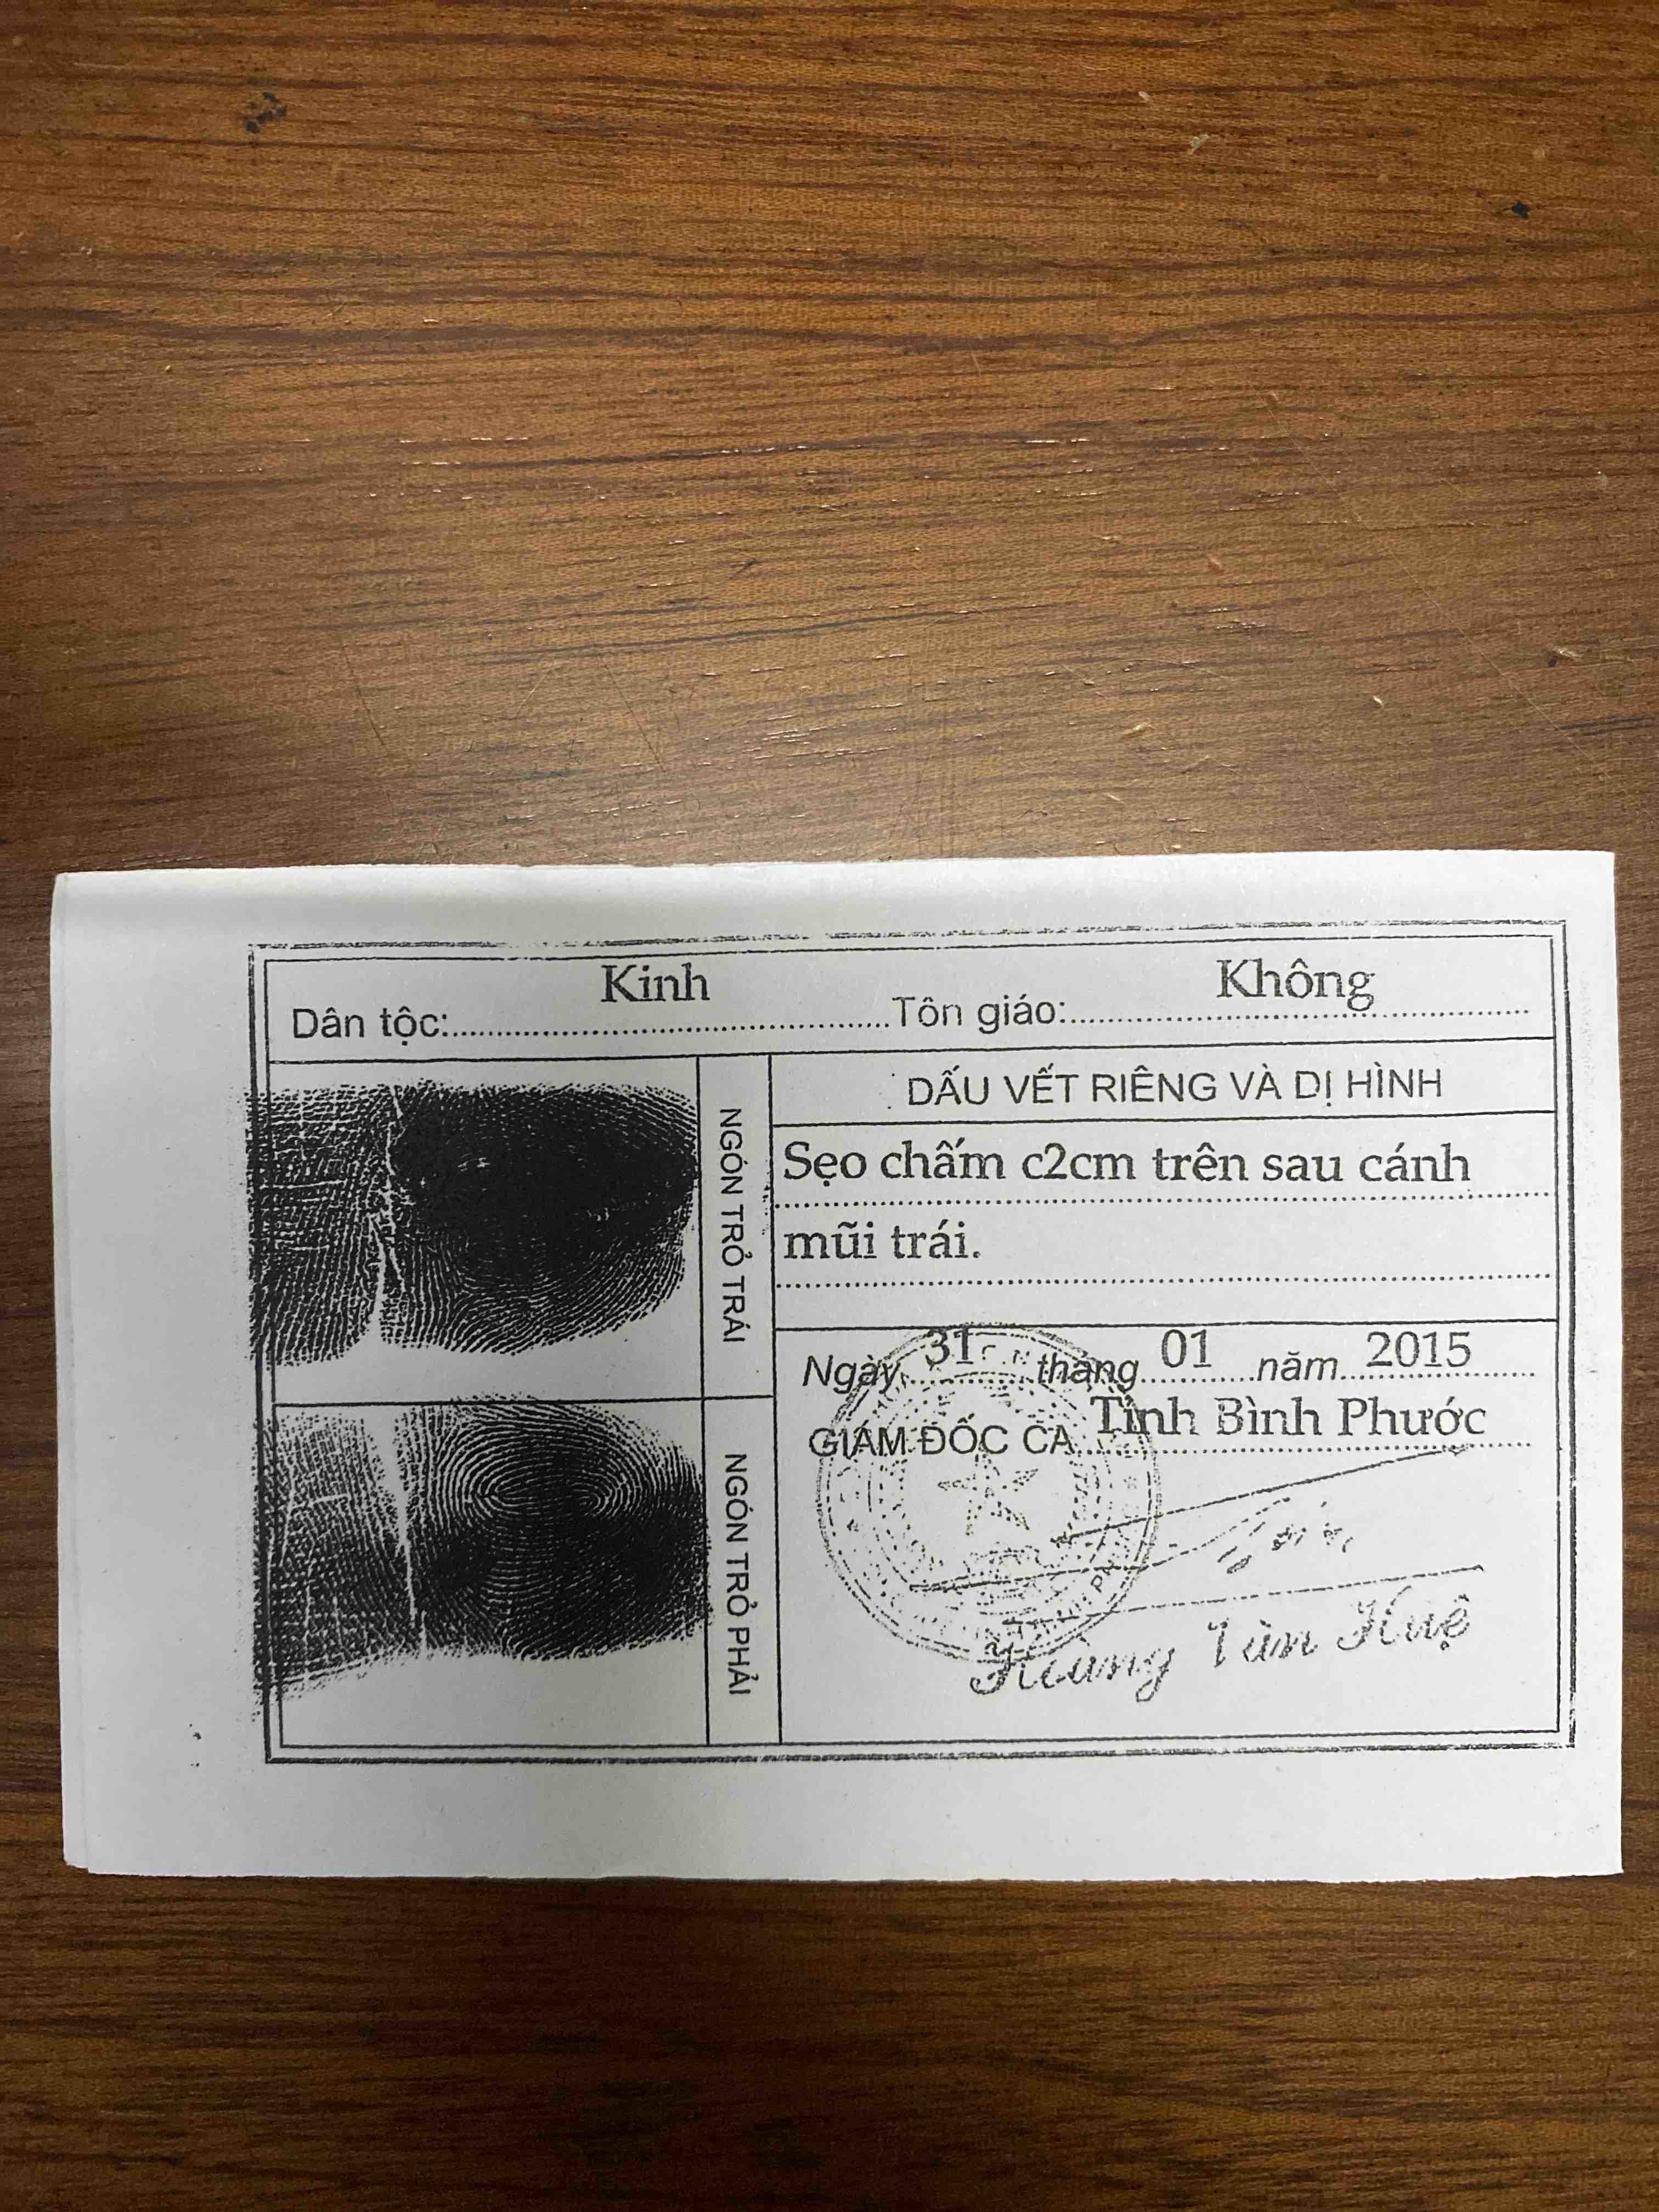 Dân tộc: Kinh Tôn giáo: Không
NGÓN TRỎ TRÁI
DẤU VẾT RIÊNG VÀ DỊ HÌNH
Sẹo chấm c2cm trên sau cánh
mũi trái.
Ngày 31 tháng 01 năm 2015
GIÁM ĐỐC CA Tỉnh Bình Phước
NGÓN TRỎ PHẢI